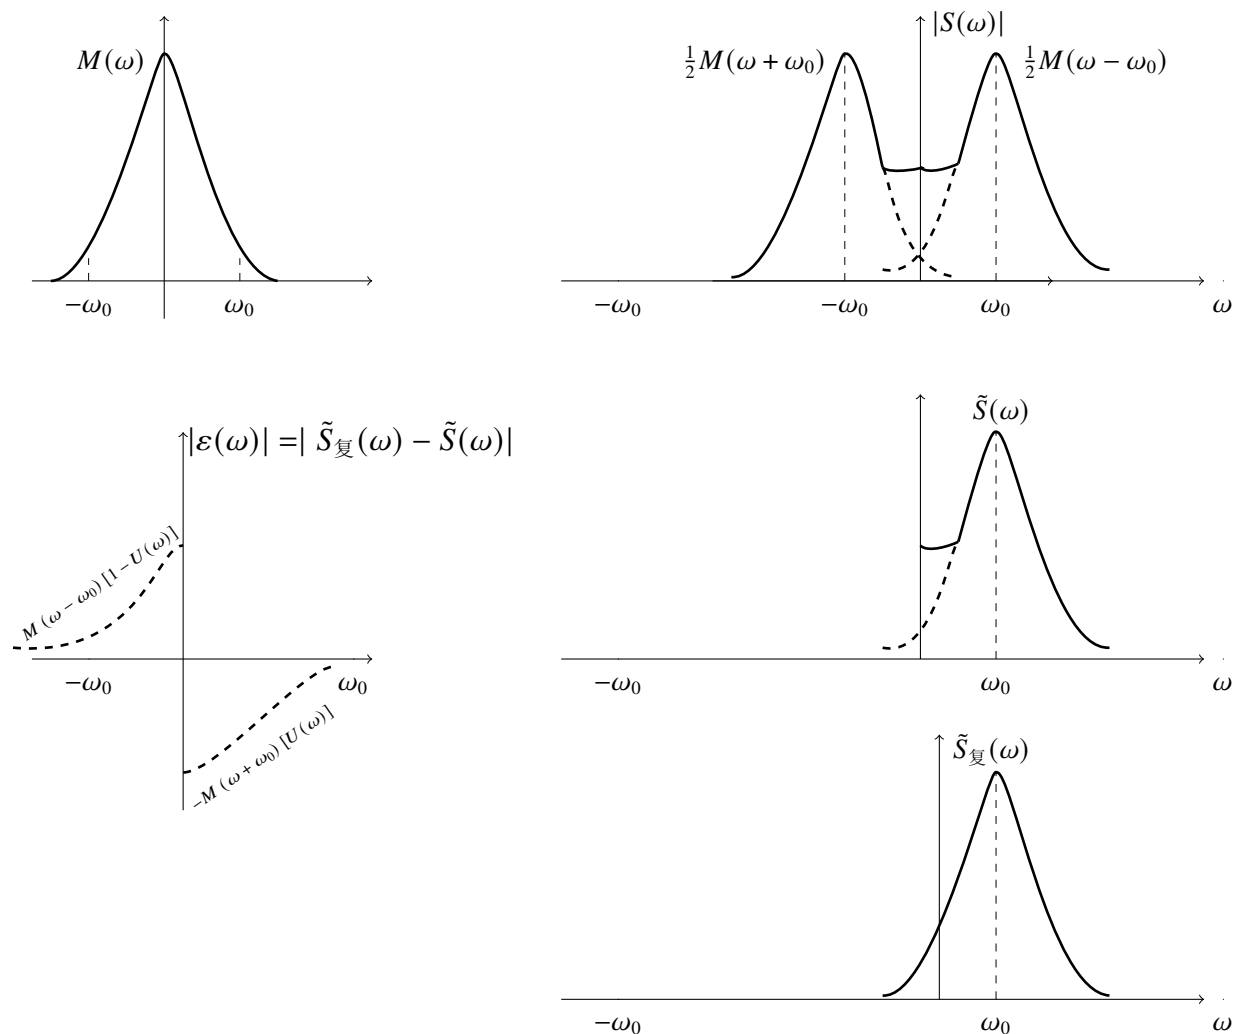 M(ω)
−ω₀ ω₀
|S(ω)|
½M(ω + ω₀) ½M(ω − ω₀)
−ω₀ −ω₀ ω₀ ω
|ε(ω)| =| S̃复(ω) − S̃(ω)|
M (ω − ω₀) [1 − U(ω)]
−ω₀ ω₀
−M (ω + ω₀) [U(ω)]
S̃(ω)
−ω₀ ω₀ ω
S̃复(ω)
−ω₀ ω₀ ω